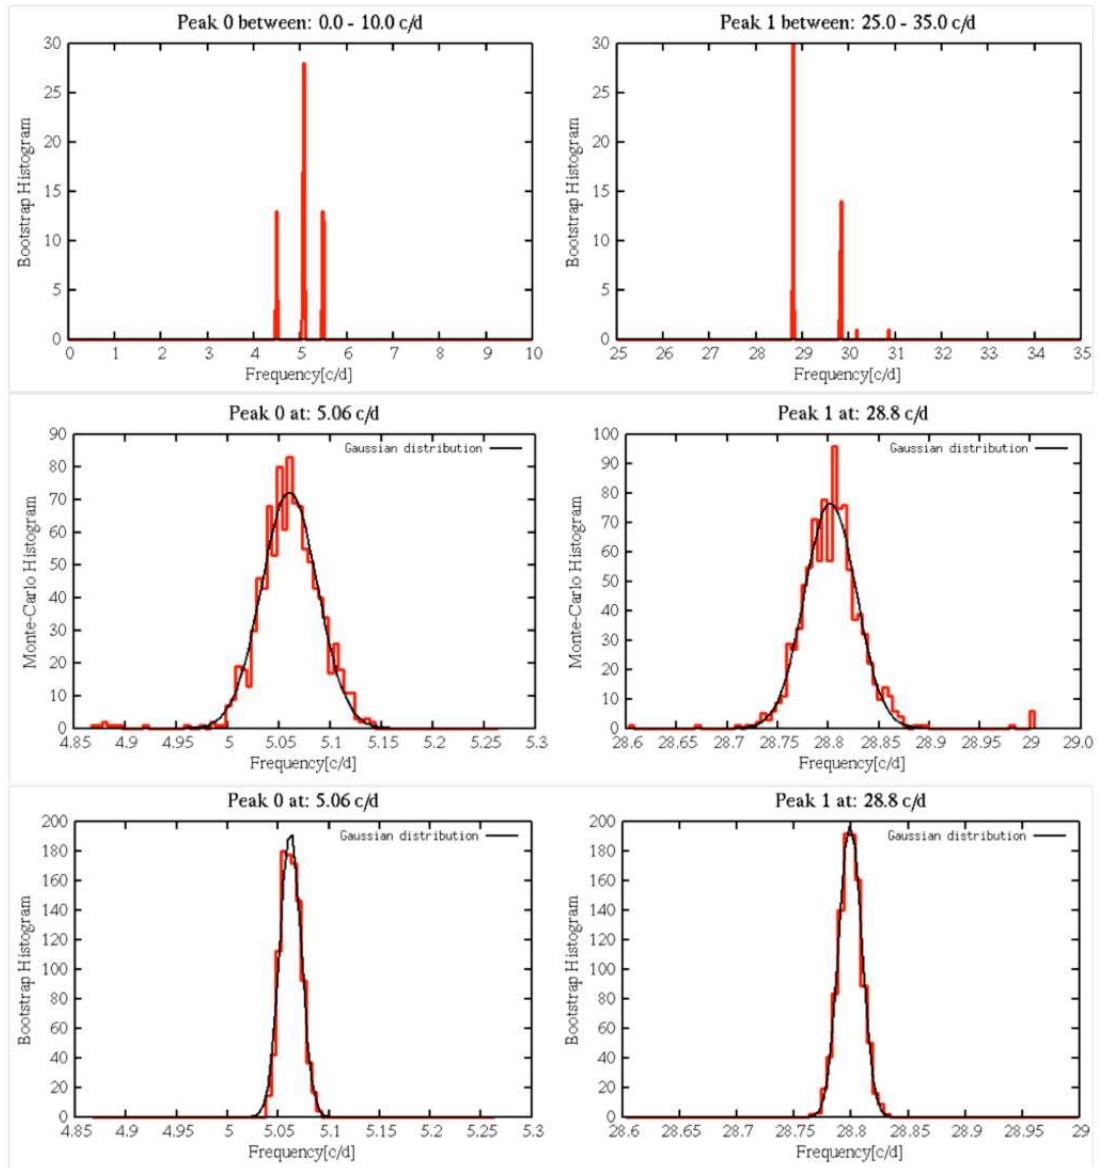 Peak 0 between: 0.0 - 10.0 c/d
Bootstrap Histogram
30
25
20
15
10
5
0
0 1 2 3 4 5 6 7 8 9 10
Frequency[c/d]
Peak 1 between: 25.0 - 35.0 c/d
Bootstrap Histogram
30
25
20
15
10
5
0
25 26 27 28 29 30 31 32 33 34 35
Frequency[c/d]
Peak 0 at: 5.06 c/d
Gaussian distribution
Monte-Carlo Histogram
90
80
70
60
50
40
30
20
10
0
4.85 4.9 4.95 5 5.05 5.1 5.15 5.2 5.25 5.3
Frequency[c/d]
Peak 1 at: 28.8 c/d
Gaussian distribution
Monte-Carlo Histogram
100
90
80
70
60
50
40
30
20
10
0
28.6 28.65 28.7 28.75 28.8 28.85 28.9 28.95 29 29.0
Frequency[c/d]
Peak 0 at: 5.06 c/d
Gaussian distribution
Bootstrap Histogram
200
180
160
140
120
100
80
60
40
20
0
4.85 4.9 4.95 5 5.05 5.1 5.15 5.2 5.25 5.3
Frequency[c/d]
Peak 1 at: 28.8 c/d
Gaussian distribution
Bootstrap Histogram
200
180
160
140
120
100
80
60
40
20
0
28.6 28.65 28.7 28.75 28.8 28.85 28.9 28.95 29
Frequency[c/d]